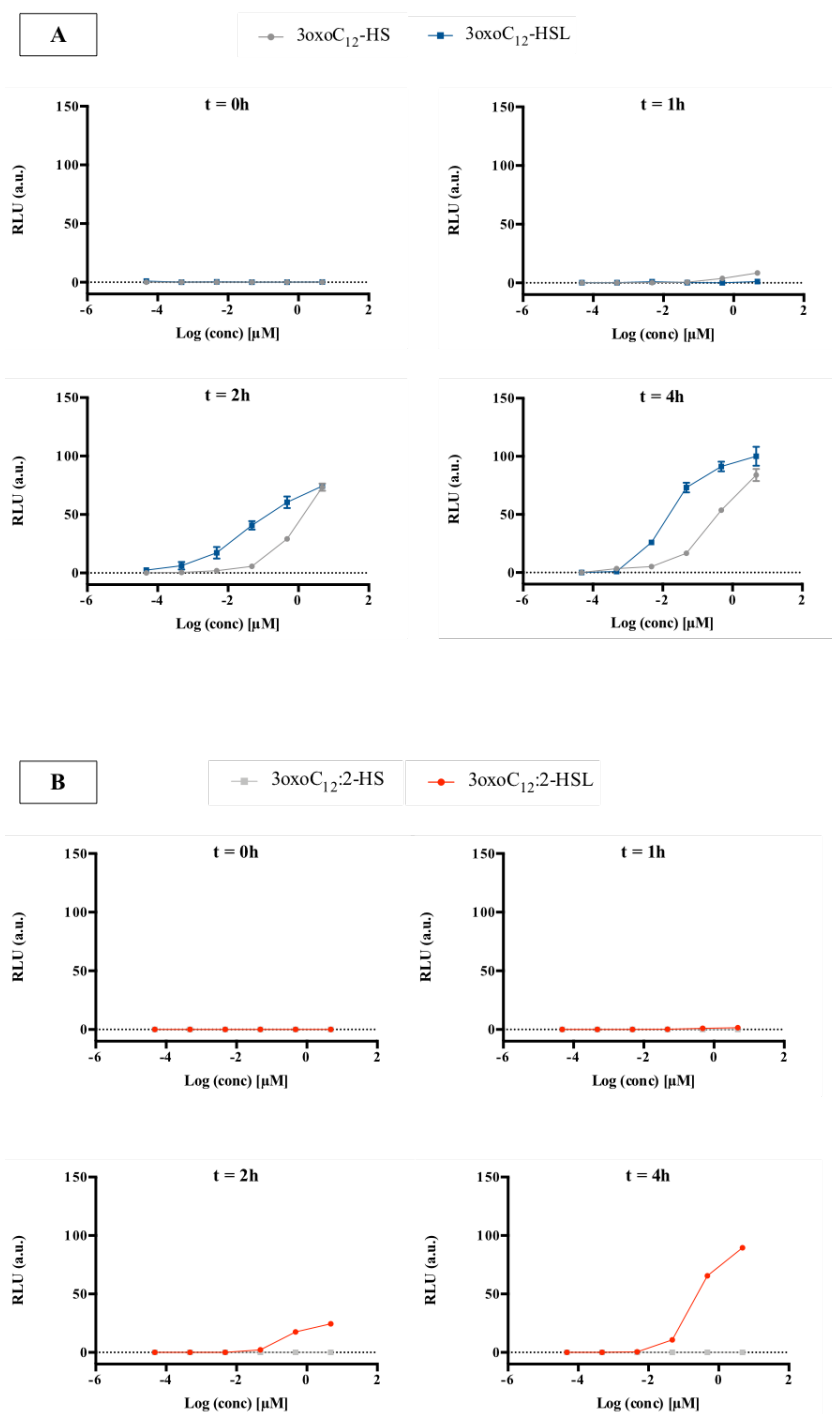 A
3oxoC₁₂-HS 3oxoC₁₂-HSL
t = 0h t = 1h
150 150
100 100
50 50
0 0
RLU (a.u.) RLU (a.u.)
-6 -4 -2 0 2 -6 -4 -2 0 2
Log (conc) [µM] Log (conc) [µM]
t = 2h t = 4h
150 150
100 100
50 50
0 0
RLU (a.u.) RLU (a.u.)
-6 -4 -2 0 2 -6 -4 -2 0 2
Log (conc) [µM] Log (conc) [µM]
B
3oxoC₁₂:2-HS 3oxoC₁₂:2-HSL
t = 0h t = 1h
150 150
100 100
50 50
0 0
RLU (a.u.) RLU (a.u.)
-6 -4 -2 0 2 -6 -4 -2 0 2
Log (conc) [µM] Log (conc) [µM]
t = 2h t = 4h
150 150
100 100
50 50
0 0
RLU (a.u.) RLU (a.u.)
-6 -4 -2 0 2 -6 -4 -2 0 2
Log (conc) [µM] Log (conc) [µM]